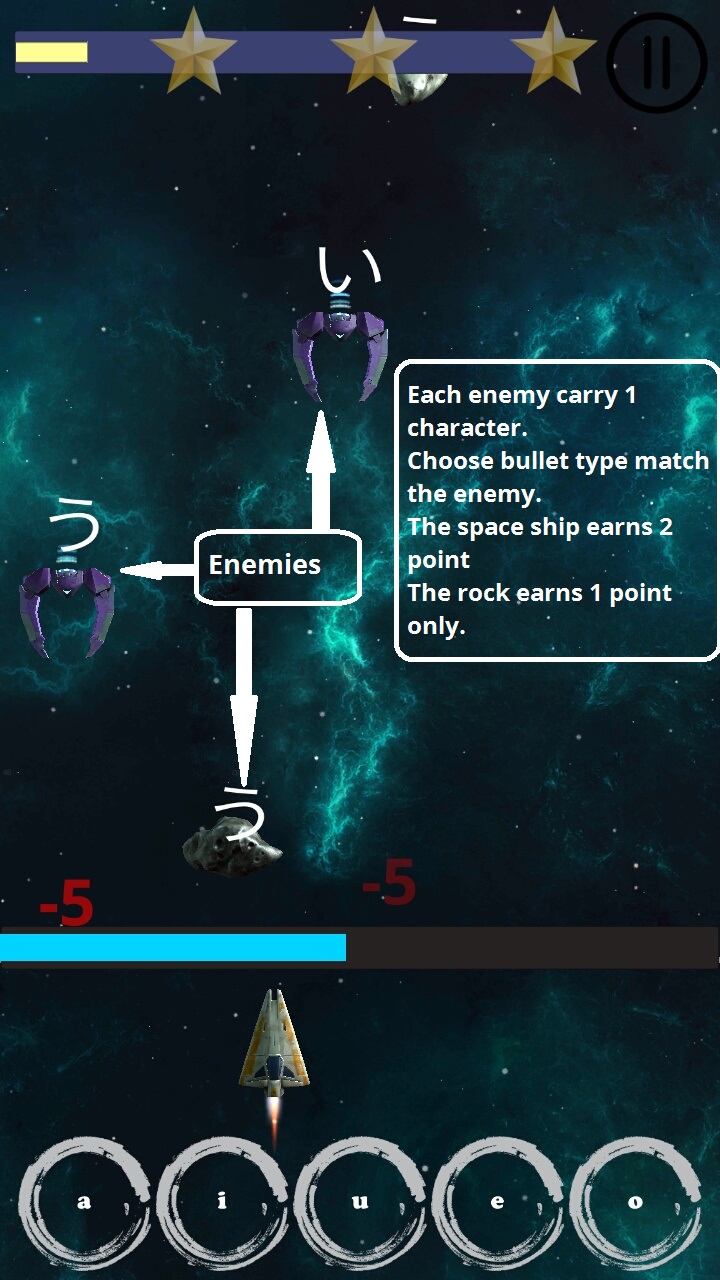 い
Each enemy carry 1
character.
Choose bullet type match
the enemy.
The space ship earns 2
point
The rock earns 1 point
only.
う
Enemies
う
-5
-5
a
i
u
e
o